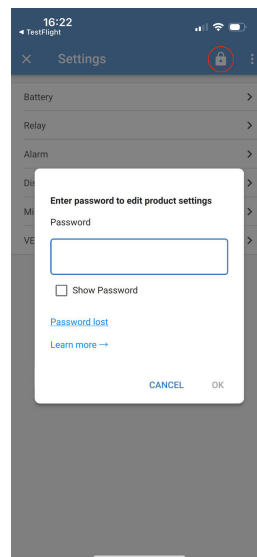 16:22
◀ TestFlight
Settings
Battery
Relay
Alarm
Dis
Mi
VE
Enter password to edit product settings
Password
Show Password
Password lost
Learn more →
CANCEL OK